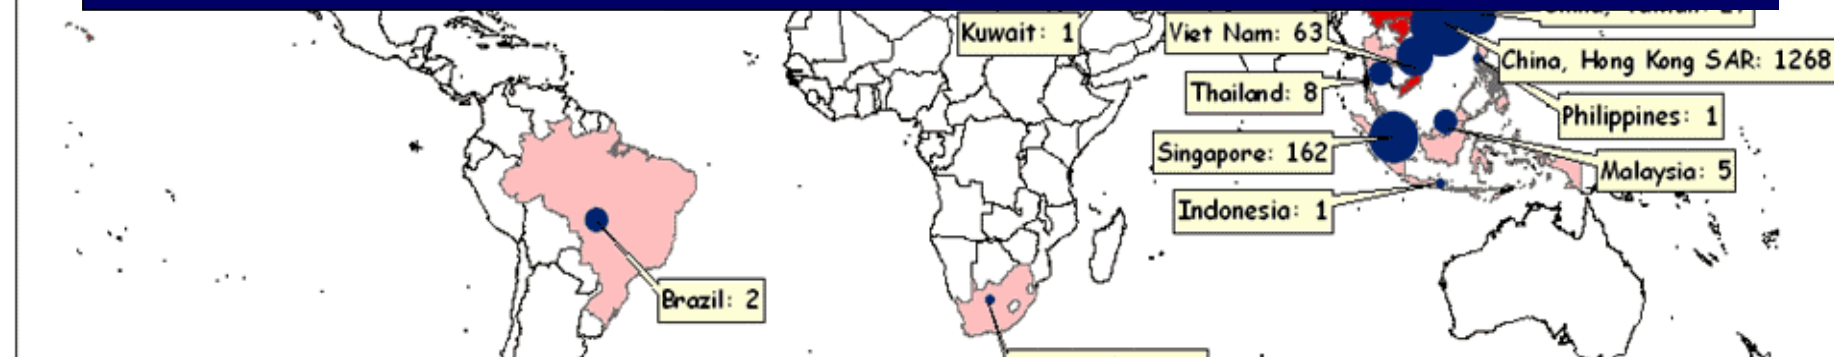 Kuwait: 1
Viet Nam: 63
China, Hong Kong SAR: 1268
Thailand: 8
Philippines: 1
Singapore: 162
Malaysia: 5
Indonesia: 1
Brazil: 2